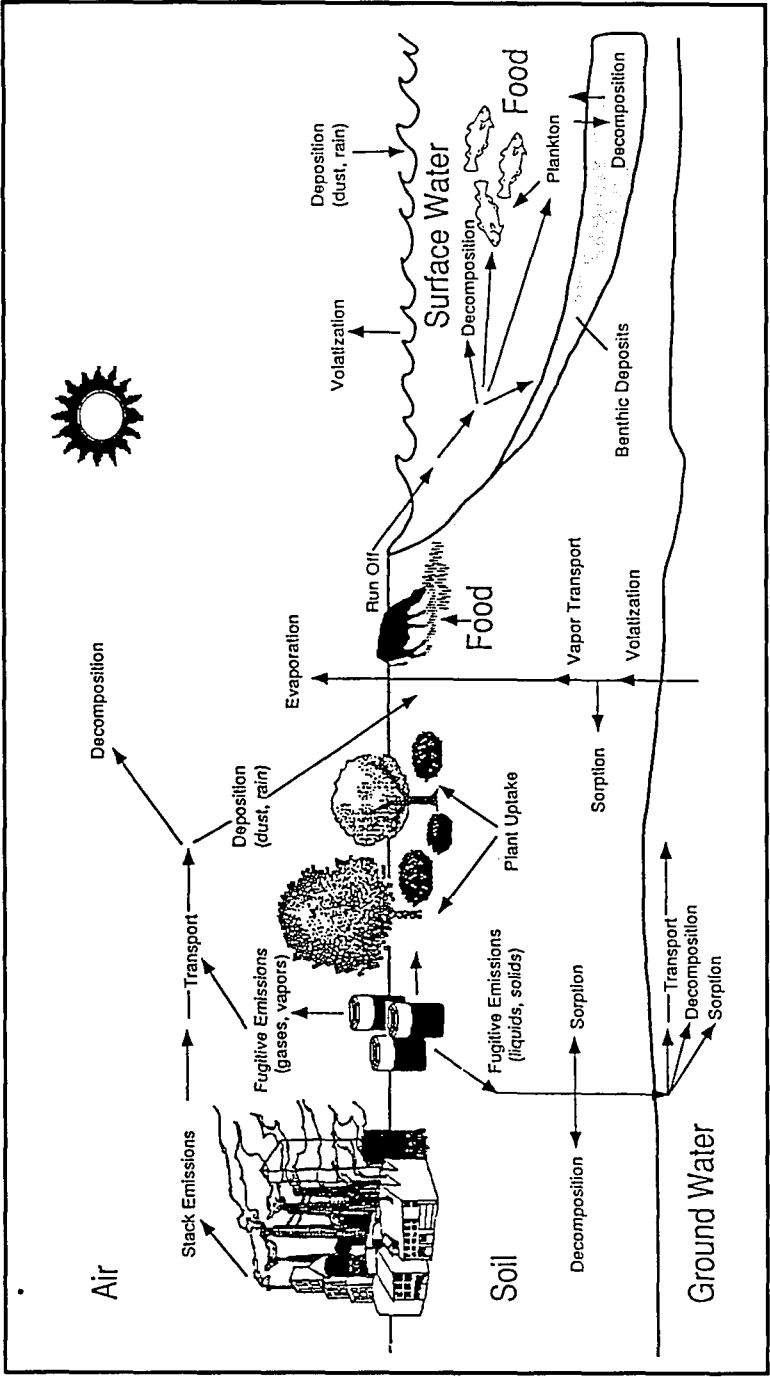 Air
Stack Emissions
Transport
Decomposition
Fugitive Emissions
(gases, vapors)
Deposition
(dust, rain)
Evaporation
Volatization
Deposition
(dust, rain)
Run Off
Surface Water
Decomposition
Food
Plankton
Decomposition
Benthic Deposits
Food
Soil
Fugitive Emissions
(liquids, solids)
Plant Uptake
Decomposition
Sorption
Sorption
Vapor Transport
Volatization
Ground Water
Transport
Decomposition
Sorption